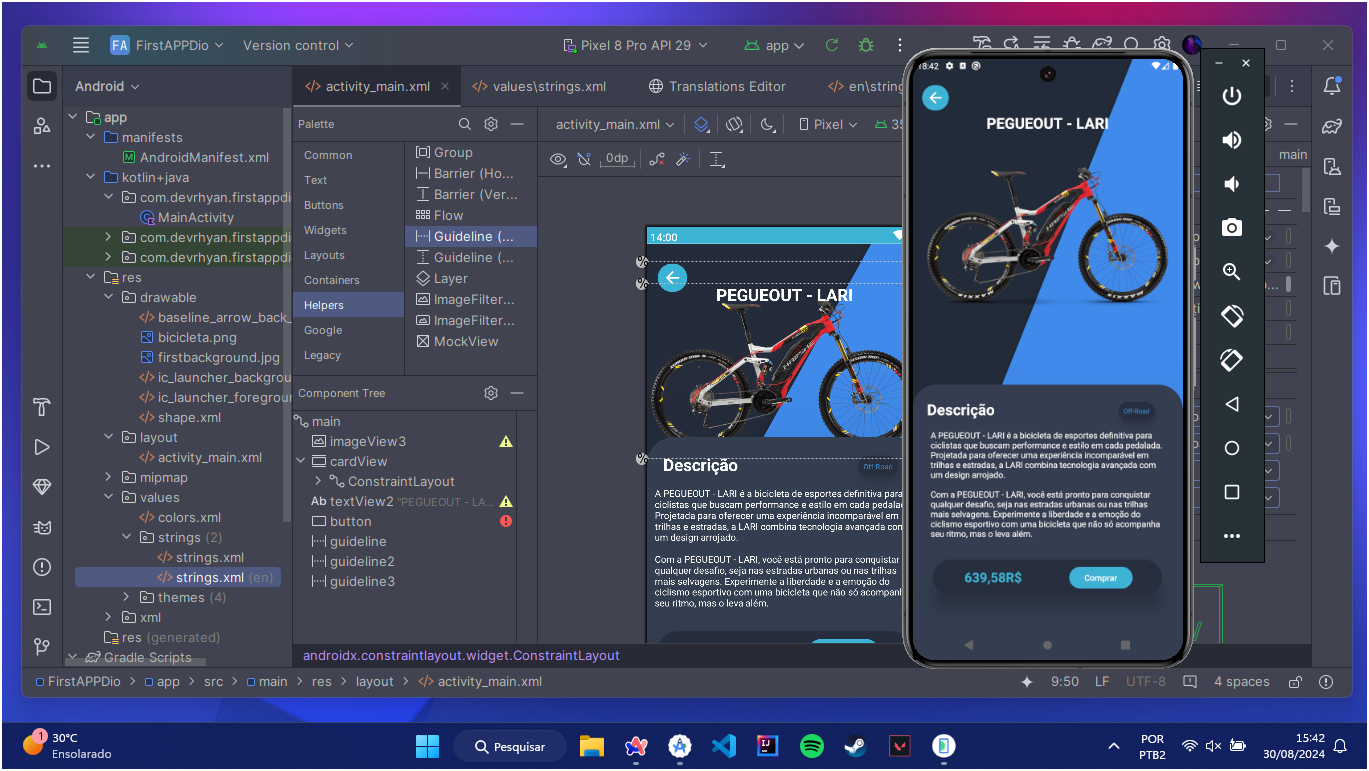 FA FirstAPPDio Version control Pixel 8 Pro API 29 app
Android activity_main.xml values\strings.xml Translations Editor en\string
app
manifests
AndroidManifest.xml
kotlin+java
com.devrhyan.firstappdi
MainActivity
com.devrhyan.firstappdi
com.devrhyan.firstappdi
res
drawable
baseline_arrow_back_
bicicleta.png
firstbackground.jpg
ic_launcher_backgrou
ic_launcher_foregroun
shape.xml
layout
activity_main.xml
mipmap
values
colors.xml
strings (2)
strings.xml
strings.xml (en)
themes (4)
xml
res (generated)
Gradle Scripts
Palette
Common
Text
Buttons
Widgets
Layouts
Containers
Helpers
Google
Legacy
Group
Barrier (Ho...
Barrier (Ver...
Flow
Guideline (...
Guideline (...
Layer
ImageFilter...
ImageFilter...
MockView
Component Tree
main
imageView3
cardView
ConstraintLayout
Ab textView2 "PEGUEOUT – LA...
button
guideline
guideline2
guideline3
activity_main.xml Pixel 35
0dp
main
14:00
PEGUEOUT - LARI
Descrição
Off-Road
A PEGUEOUT - LARI é a bicicleta de esportes definitiva para
ciclistas que buscam performance e estilo em cada pedalada
Projetada para oferecer uma experiência incomparável em
trilhas e estradas, a LARI combina tecnologia avançada com
um design arrojado.
Com a PEGUEOUT - LARI, você está pronto para conquistar
qualquer desafio, seja nas estradas urbanas ou nas trilhas
mais selvagens. Experimente a liberdade e a emoção do
ciclismo esportivo com uma bicicleta que não só acompanha
seu ritmo, mas o leva além.
18:42
PEGUEOUT - LARI
Descrição
Off-Road
A PEGUEOUT - LARI é a bicicleta de esportes definitiva para
ciclistas que buscam performance e estilo em cada pedalada.
Projetada para oferecer uma experiência incomparável em
trilhas e estradas, a LARI combina tecnologia avançada com
um design arrojado.
Com a PEGUEOUT - LARI, você está pronto para conquistar
qualquer desafio, seja nas estradas urbanas ou nas trilhas
mais selvagens. Experimente a liberdade e a emoção do
ciclismo esportivo com uma bicicleta que não só acompanha
seu ritmo, mas o leva além.
639,58R$ Comprar
androidx.constraintlayout.widget.ConstraintLayout
FirstAPPDio > app > src > main > res > layout > activity_main.xml 9:50 LF UTF-8 4 spaces
1
30°C
Ensolarado
Pesquisar
POR
PTB2
15:42
30/08/2024